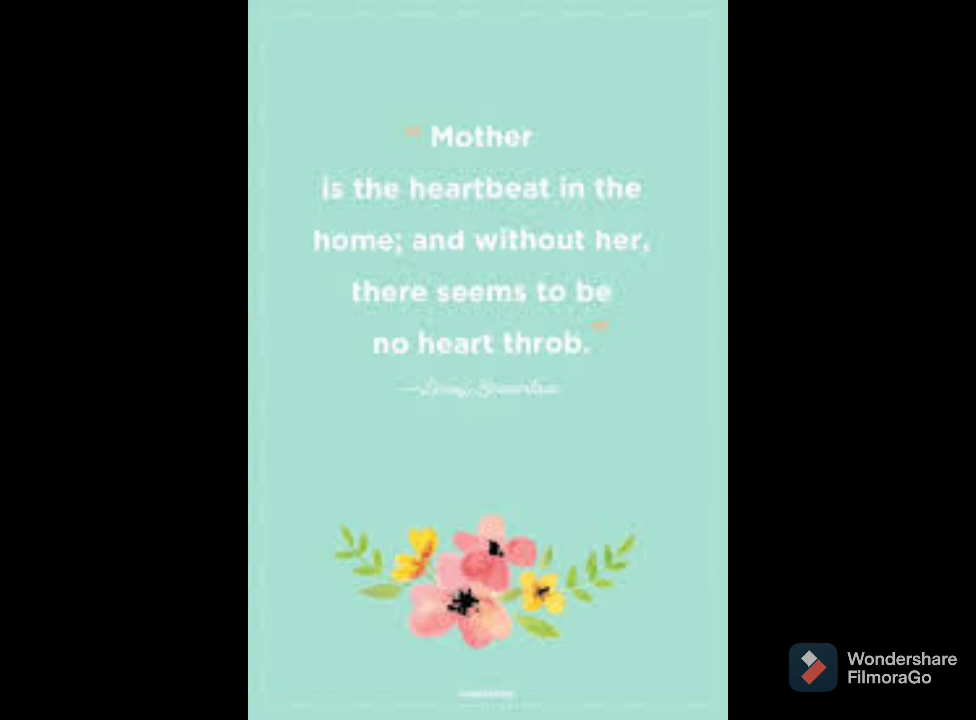 “ Mother
is the heartbeat in the
home; and without her,
there seems to be
no heart throb.”
Wondershare
FilmoraGo